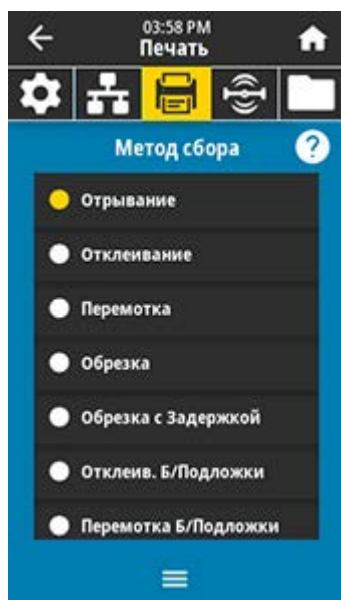 03:58 PM
Печать
Метод сбора
?
Отрывание
Отклеивание
Перемотка
Обрезка
Обрезка с Задержкой
Отклеив. Б/Подложки
Перемотка Б/Подложки